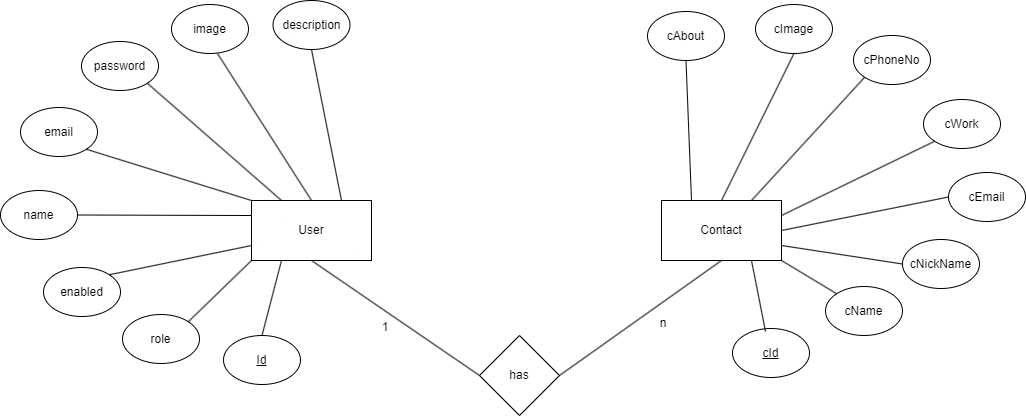 description
image
cImage
cAbout
cPhoneNo
password
cWork
email
cEmail
name
User
Contact
cNickName
enabled
cName
1
n
role
cId
Id
has